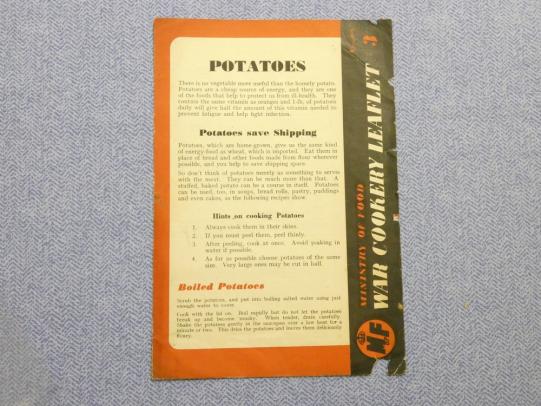 POTATOES
There is no vegetable more useful than the homely potato.
Potatoes are a cheap source of energy, and they are one
of the foods that help to protect us from ill-health. They
contain the same vitamin as oranges and 1-lb. of potatoes
daily will give half the amount of this vitamin needed to
prevent fatigue and help fight infection.
Potatoes save Shipping
Potatoes, which are home-grown, give us the same kind
of energy-food as wheat, which is imported. Eat them in
place of bread and other foods made from flour wherever
possible, and you help to save shipping space.
So don't think of potatoes merely as something to serve
with the meat. They can be much more than that. A
stuffed, baked potato can be a course in itself. Potatoes
can be used, too, in soups, bread rolls, pastry, puddings
and even cakes, as the following recipes show.
Hints on cooking Potatoes
1. Always cook them in their skins.
2. If you must peel them, peel thinly.
3. After peeling, cook at once. Avoid soaking in
water if possible.
4. As far as possible choose potatoes of the same
size. Very large ones may be cut in half.
Boiled Potatoes
Scrub the potatoes, and put into boiling salted water using just
enough water to cover.
Cook with the lid on. Boil rapidly but do not let the potatoes
break up and become Water. When tender, drain carefully.
Shake the potatoes gently in the saucepan over a low heat for a
minute or two. This dries the potatoes and leaves them deliciously
floury.
MINISTRY OF FOOD
WAR COOKERY LEAFLET 3
MF